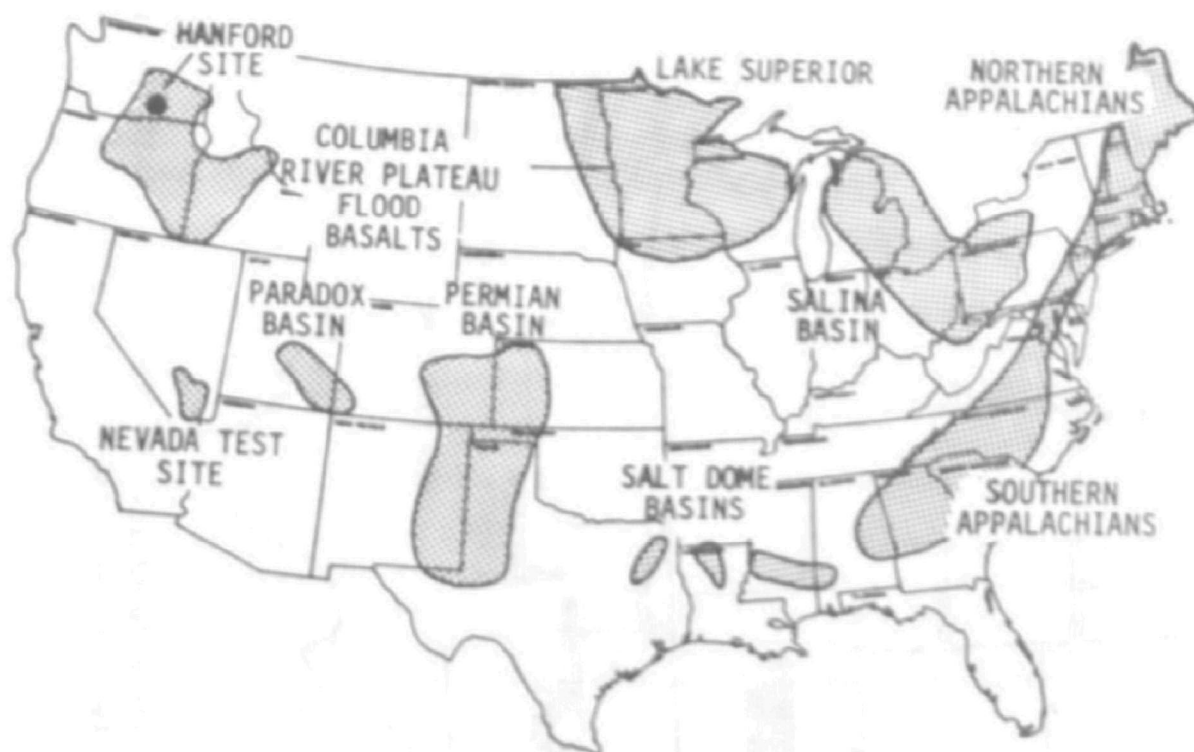 HANFORD
SITE
LAKE SUPERIOR
NORTHERN
APPALACHIANS
COLUMBIA
RIVER PLATEAU
FLOOD
BASALTS
PARADOX
BASIN
PERMIAN
BASIN
SALINA
BASIN
NEVADA TEST
SITE
SALT DOME
BASINS
SOUTHERN
APPALACHIANS